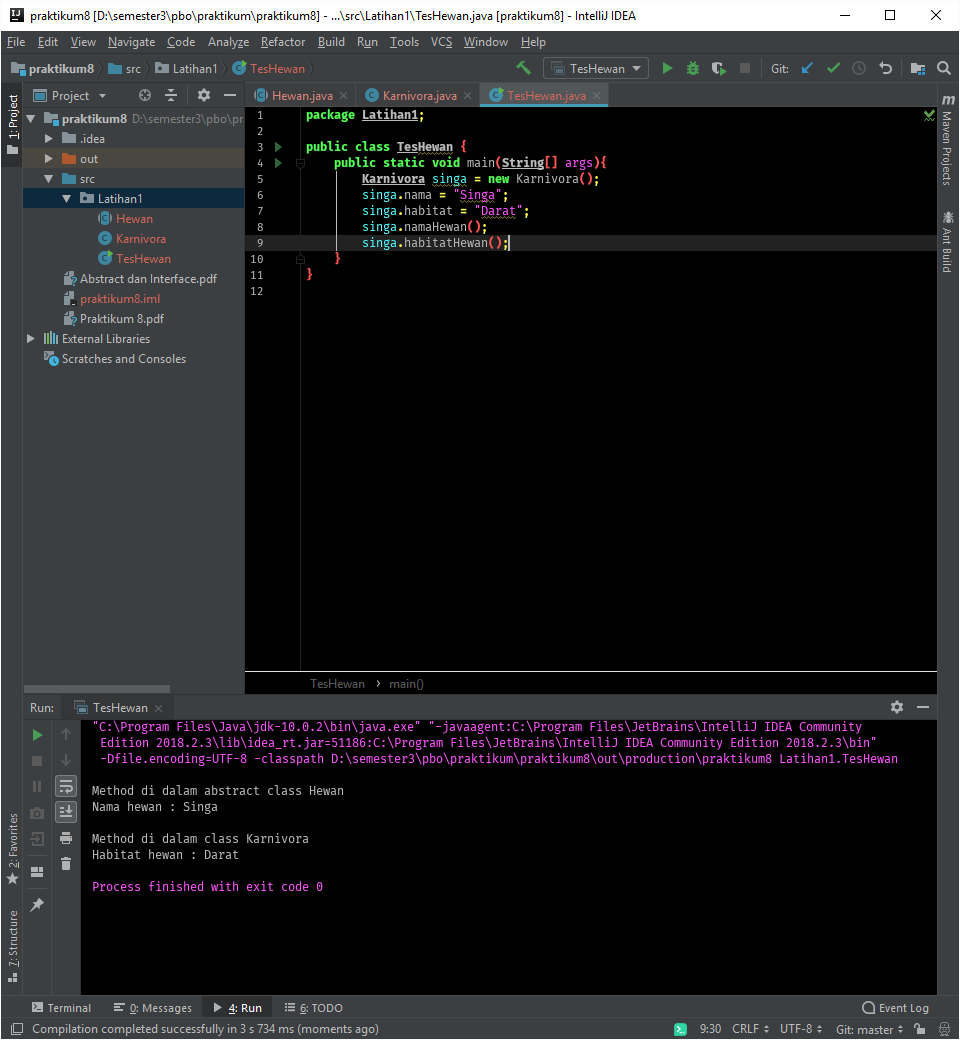 praktikum8 [D:\semester3\pbo\praktikum\praktikum8] - ...\src\Latihan1\TesHewan.java [praktikum8] - IntelliJ IDEA
File Edit View Navigate Code Analyze Refactor Build Run Tools VCS Window Help
praktikum8 src Latihan1 TesHewan TesHewan Git:
1: Project
Project
Hewan.java Karnivora.java TesHewan.java
praktikum8 D:\semester3\pbo\pr
.idea
out
src
Latihan1
Hewan
Karnivora
TesHewan
Abstract dan Interface.pdf
praktikum8.iml
Praktikum 8.pdf
External Libraries
Scratches and Consoles
1 package Latihan1;
2
3 public class TesHewan {
4 public static void main(String[] args){
5 Karnivora singa = new Karnivora();
6 singa.nama = "Singa";
7 singa.habitat = "Darat";
8 singa.namaHewan();
9 singa.habitatHewan();
10 }
11 }
12
Maven Projects
Ant Build
TesHewan › main()
Run: TesHewan
"C:\Program Files\Java\jdk-10.0.2\bin\java.exe" "-javaagent:C:\Program Files\JetBrains\IntelliJ IDEA Community
Edition 2018.2.3\lib\idea_rt.jar=51186:C:\Program Files\JetBrains\IntelliJ IDEA Community Edition 2018.2.3\bin"
-Dfile.encoding=UTF-8 -classpath D:\semester3\pbo\praktikum\praktikum8\out\production\praktikum8 Latihan1.TesHewan
Method di dalam abstract class Hewan
Nama hewan : Singa
Method di dalam class Karnivora
Habitat hewan : Darat
Process finished with exit code 0
2: Favorites
7: Structure
Terminal 0: Messages 4: Run 6: TODO Event Log
Compilation completed successfully in 3 s 734 ms (moments ago) 9:30 CRLF UTF-8 Git: master